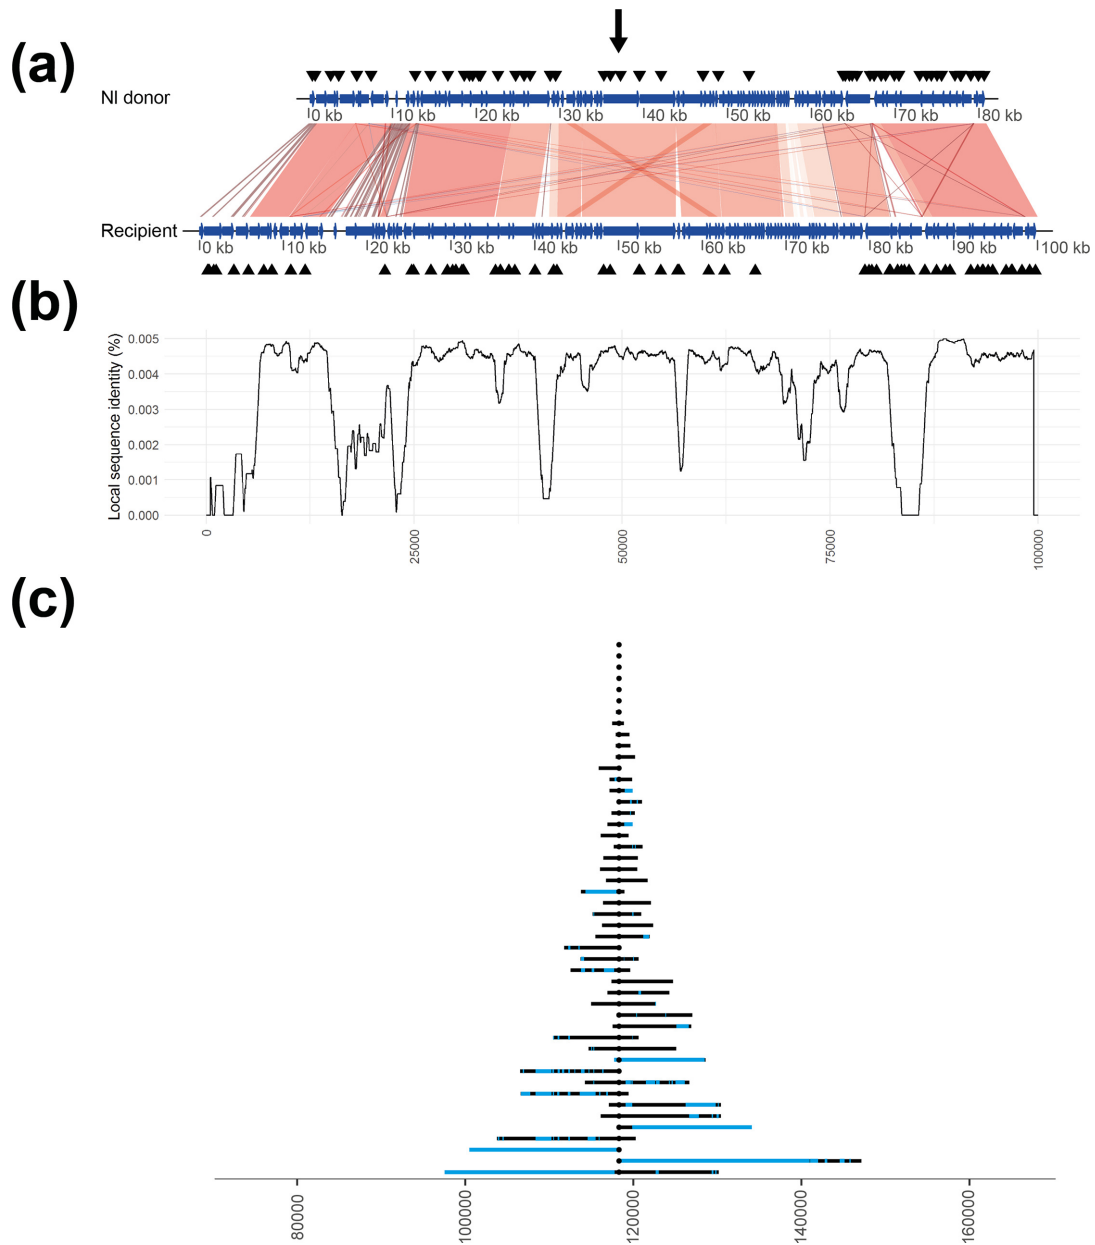 (a)
NI donor
0 kb 10 kb 20 kb 30 kb 40 kb 50 kb 60 kb 70 kb 80 kb
Recipient
0 kb 10 kb 20 kb 30 kb 40 kb 50 kb 60 kb 70 kb 80 kb 90 kb 100 kb
(b)
Local sequence identity (%)
0.005
0.004
0.003
0.002
0.001
0.000
0 25000 50000 75000 100000
(c)
80000 100000 120000 140000 160000